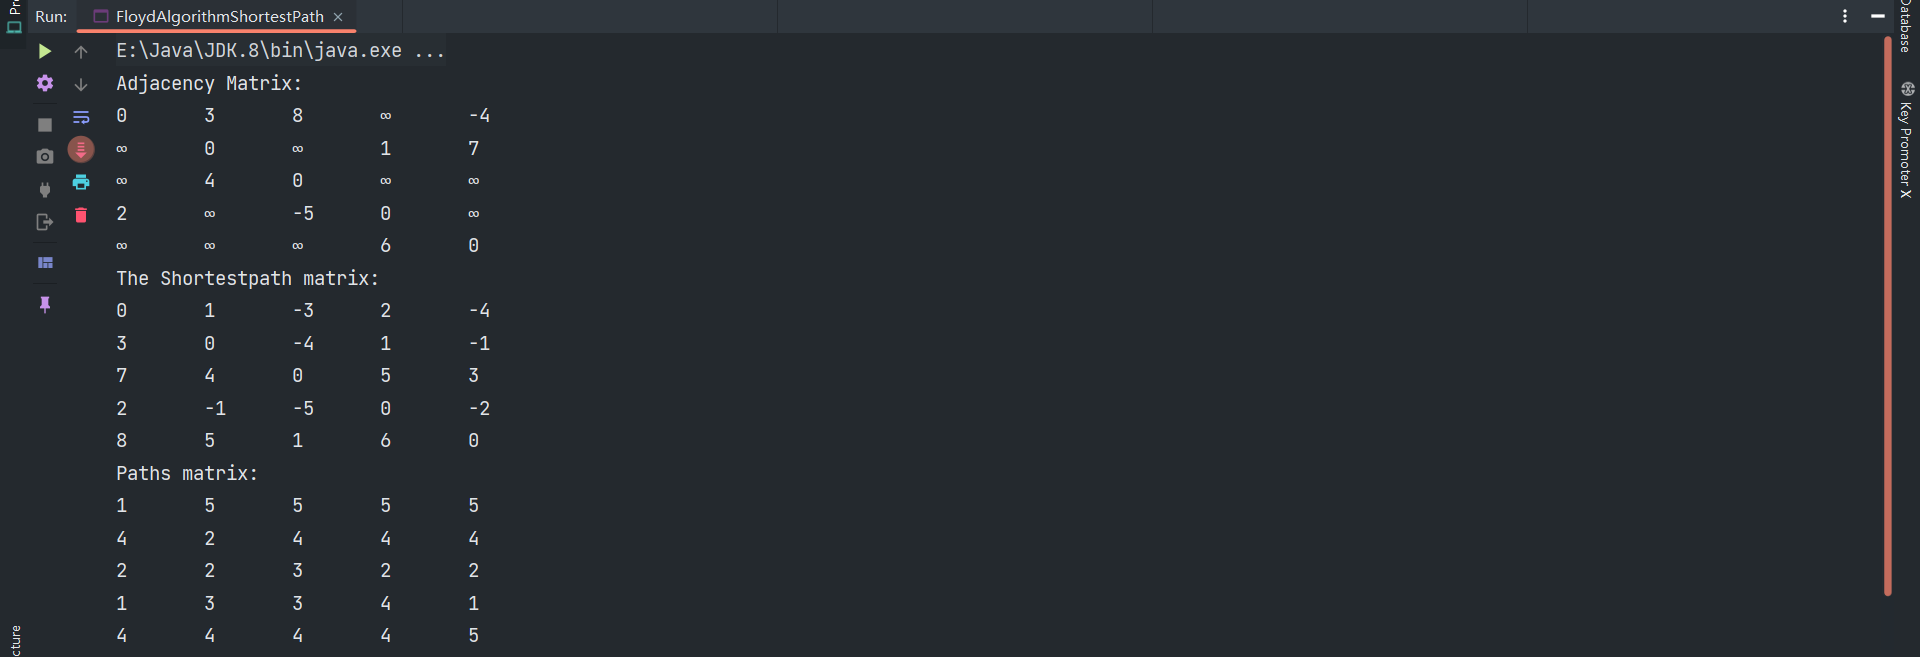 Run: FloydAlgorithmShortestPath
E:\Java\JDK.8\bin\java.exe ...
Adjacency Matrix:
0 3 8 ∞ -4
∞ 0 ∞ 1 7
∞ 4 0 ∞ ∞
2 ∞ -5 0 ∞
∞ ∞ ∞ 6 0
The Shortestpath matrix:
0 1 -3 2 -4
3 0 -4 1 -1
7 4 0 5 3
2 -1 -5 0 -2
8 5 1 6 0
Paths matrix:
1 5 5 5 5
4 2 4 4 4
2 2 3 2 2
1 3 3 4 1
4 4 4 4 5
Database
Key Promoter X